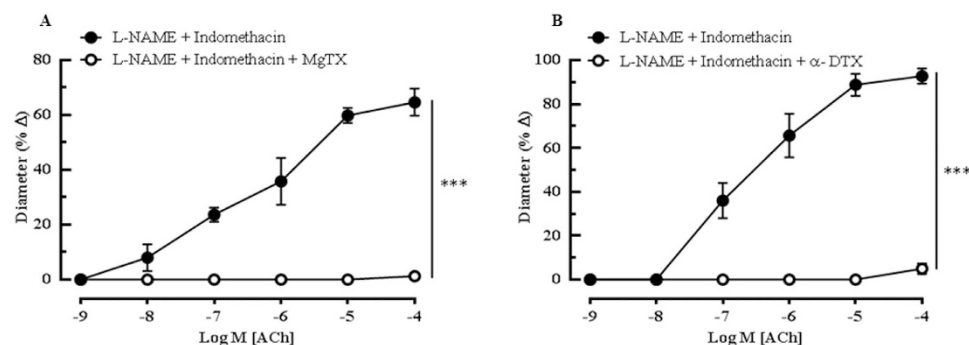 A
L-NAME + Indomethacin
L-NAME + Indomethacin + MgTX
80
60
40
20
0
Diameter (% Δ)
***
-9 -8 -7 -6 -5 -4
Log M [ACh]
B
L-NAME + Indomethacin
L-NAME + Indomethacin + α- DTX
100
80
60
40
20
0
Diameter (% Δ)
***
-9 -8 -7 -6 -5 -4
Log M [ACh]